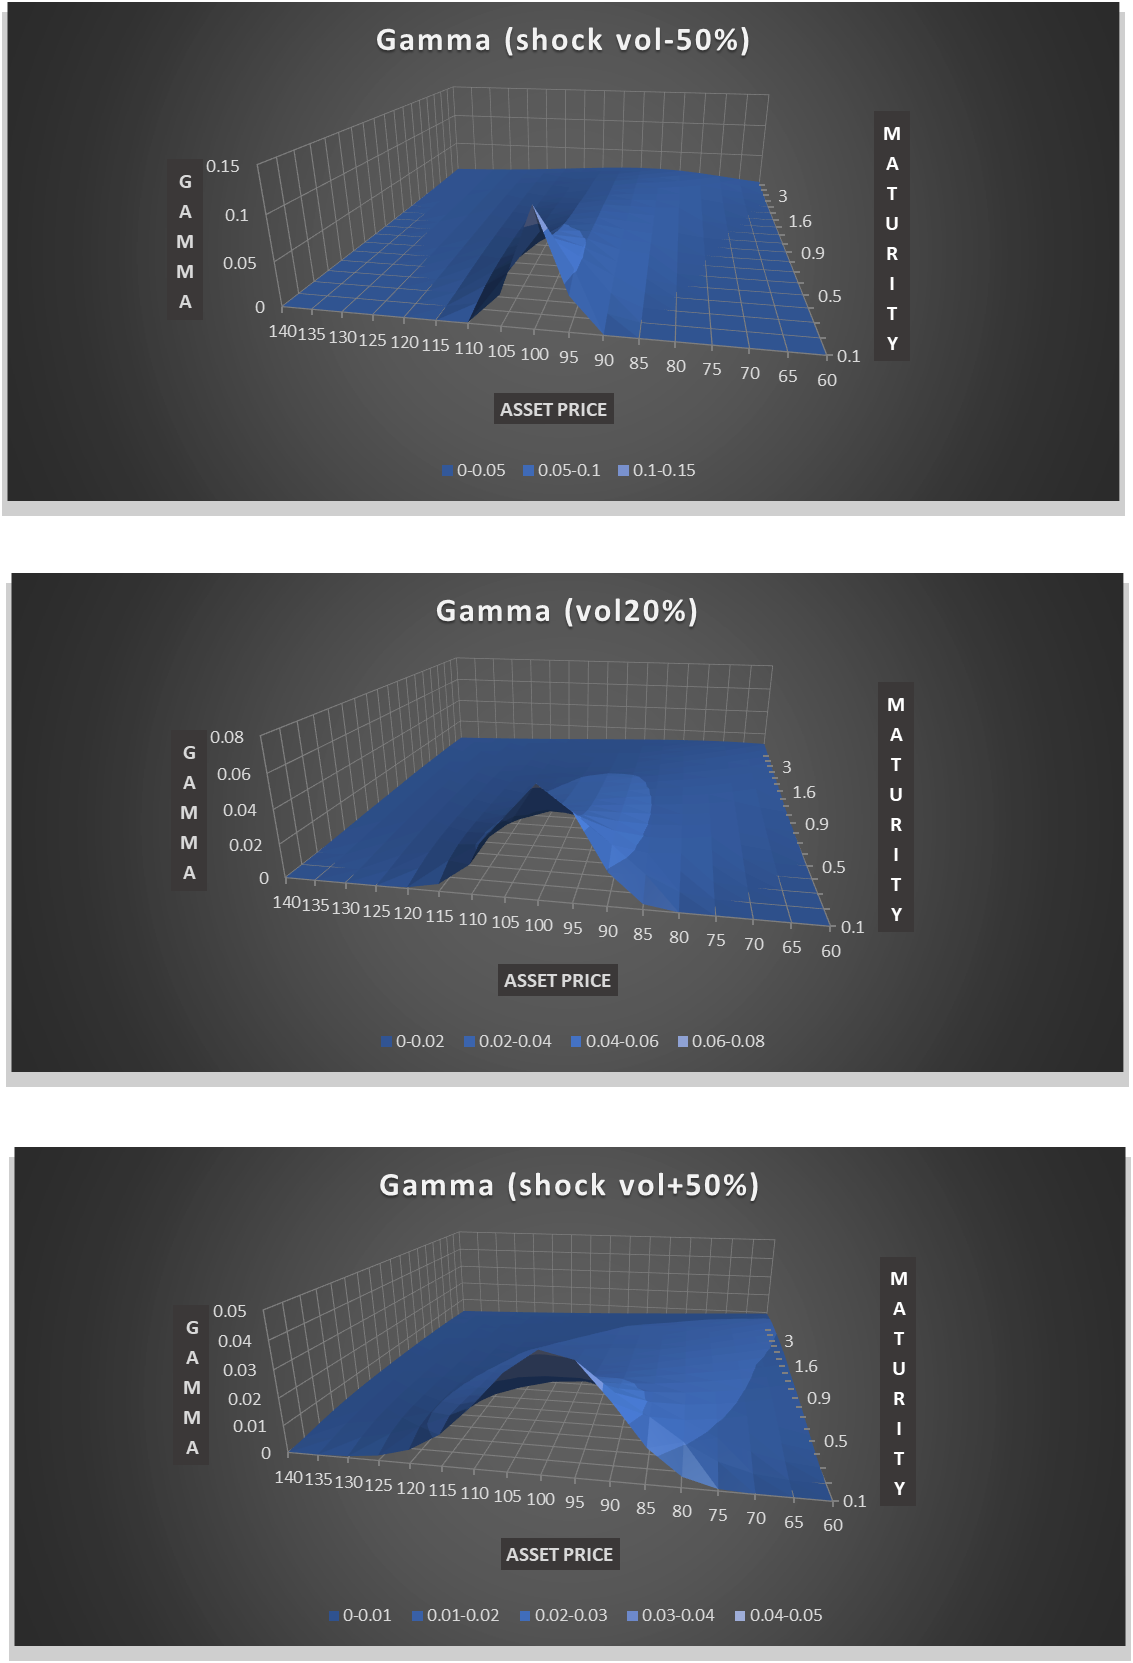 Gamma (shock vol-50%)
GAMMA
0.15
0.1
0.05
0
140 135 130 125 120 115 110 105 100 95 90 85 80 75 70 65 60
3
1.6
0.9
0.5
0.1
MATURITY
ASSET PRICE
0-0.05 0.05-0.1 0.1-0.15
Gamma (vol20%)
GAMMA
0.08
0.06
0.04
0.02
0
140 135 130 125 120 115 110 105 100 95 90 85 80 75 70 65 60
3
1.6
0.9
0.5
0.1
MATURITY
ASSET PRICE
0-0.02 0.02-0.04 0.04-0.06 0.06-0.08
Gamma (shock vol+50%)
GAMMA
0.05
0.04
0.03
0.02
0.01
0
140 135 130 125 120 115 110 105 100 95 90 85 80 75 70 65 60
3
1.6
0.9
0.5
0.1
MATURITY
ASSET PRICE
0-0.01 0.01-0.02 0.02-0.03 0.03-0.04 0.04-0.05